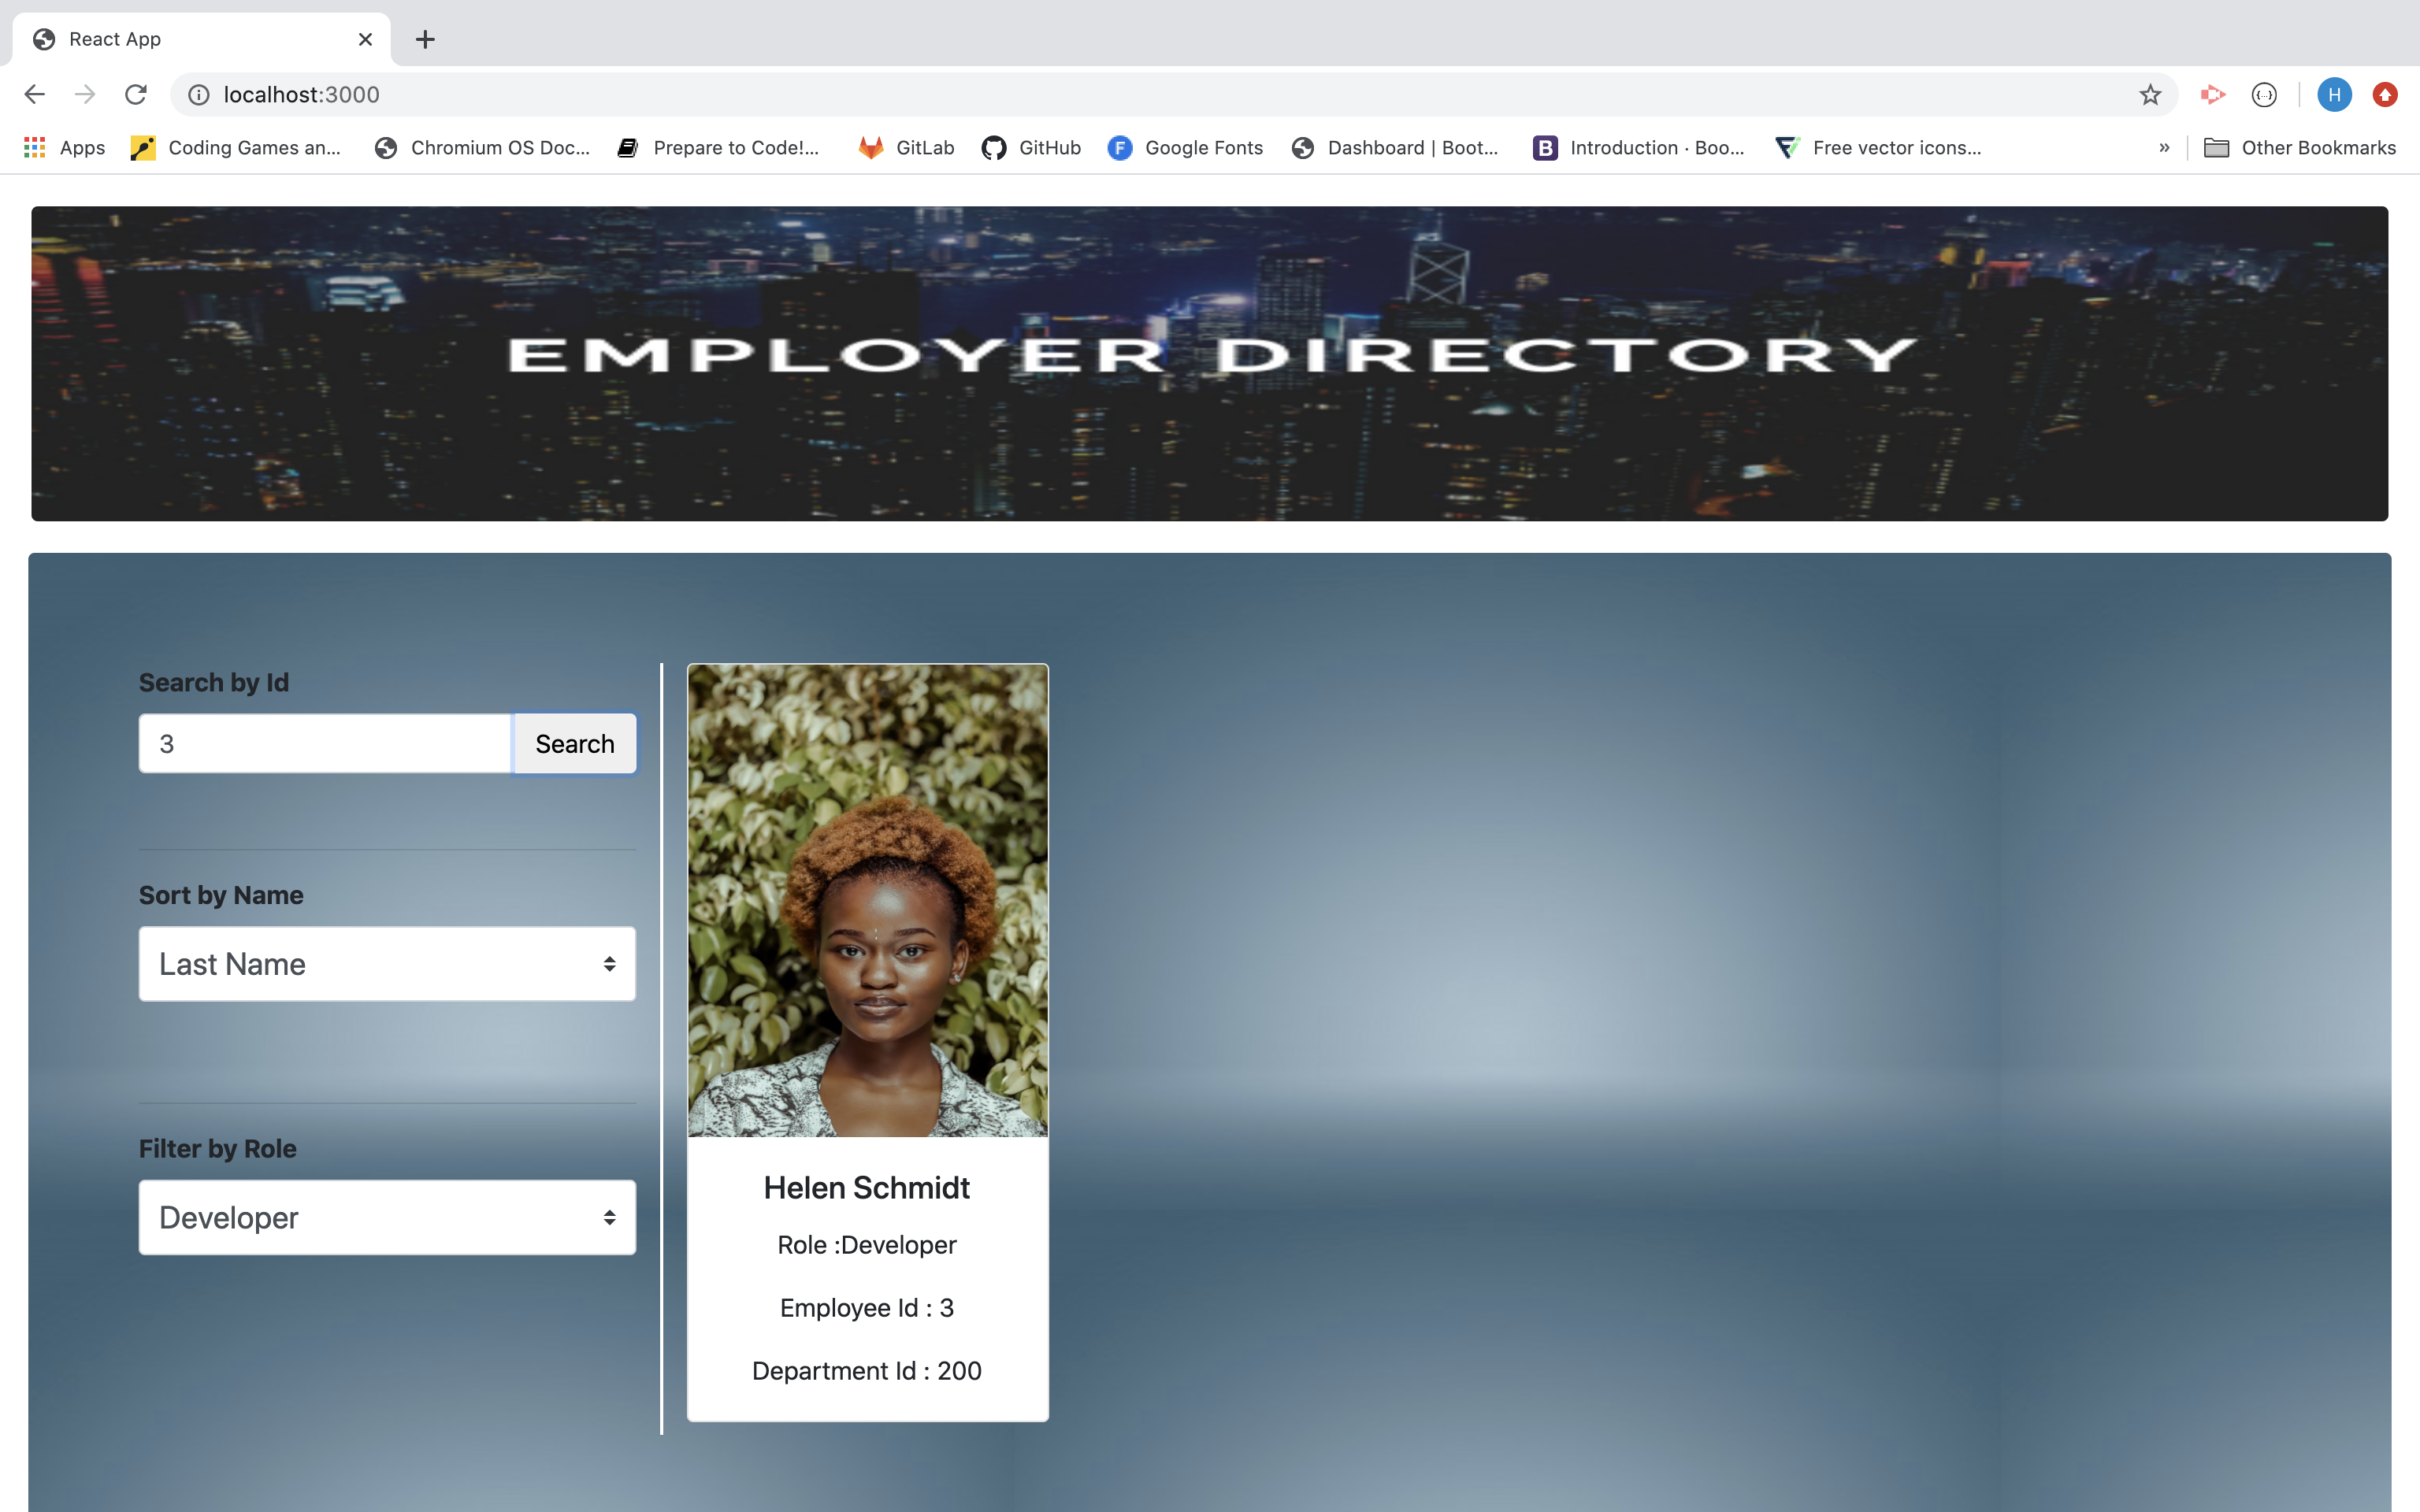 React App
localhost:3000
H
Apps
Coding Games an...
Chromium OS Doc...
Prepare to Code!...
GitLab
GitHub
F Google Fonts
Dashboard | Boot...
B Introduction · Boo...
Free vector icons...
»
Other Bookmarks
EMPLOYER DIRECTORY
Search by Id
3
Search
Sort by Name
Last Name
Filter by Role
Developer
Helen Schmidt
Role :Developer
Employee Id : 3
Department Id : 200